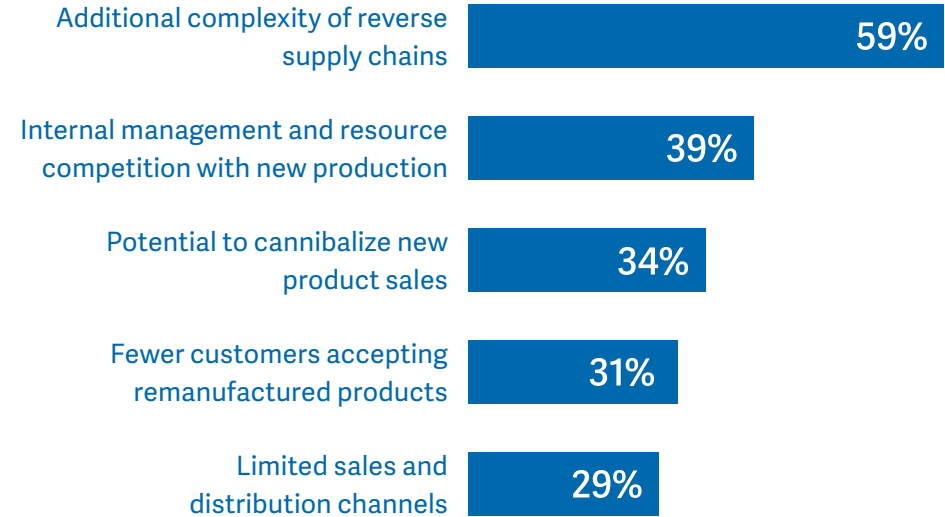 Additional complexity of reverse
supply chains
59%
Internal management and resource
competition with new production
39%
Potential to cannibalize new
product sales
34%
Fewer customers accepting
remanufactured products
31%
Limited sales and
distribution channels
29%